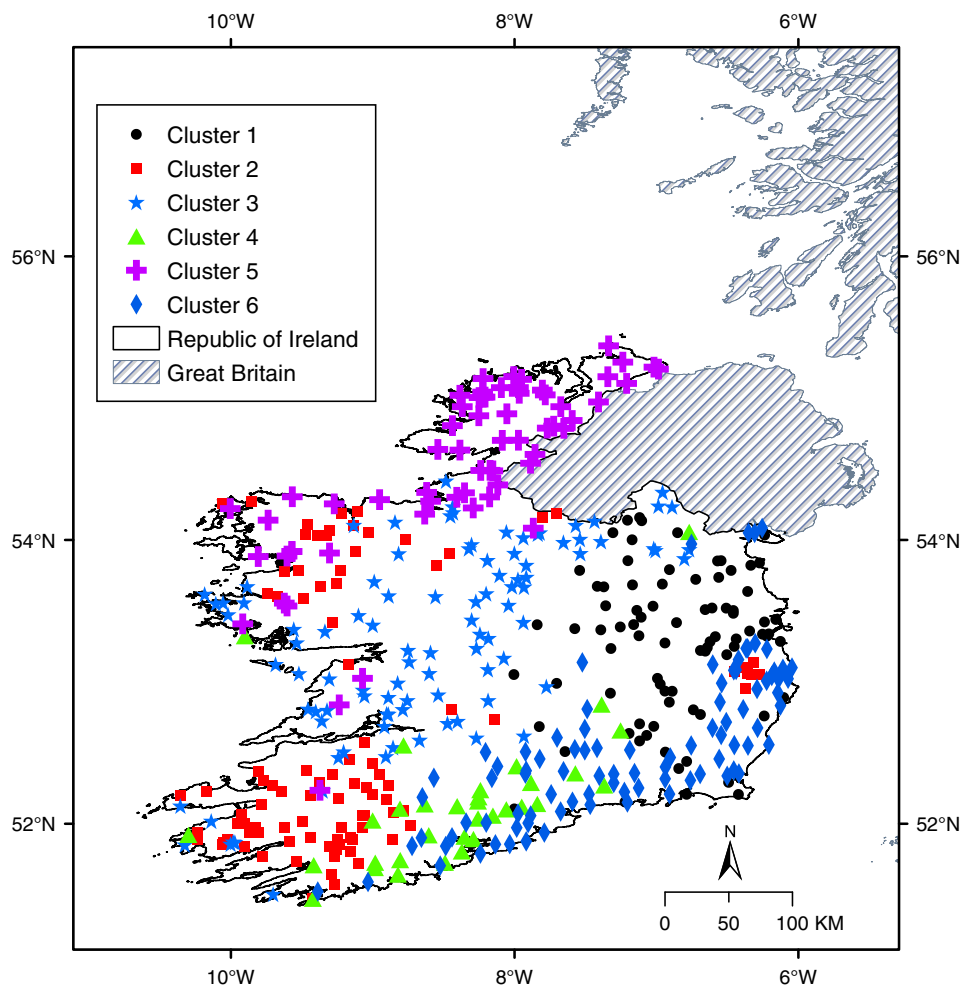 10°W 8°W 6°W
Cluster 1
Cluster 2
Cluster 3
Cluster 4
Cluster 5
Cluster 6
Republic of Ireland
Great Britain
56°N 56°N
54°N 54°N
52°N 52°N
N
0 50 100 KM
10°W 8°W 6°W